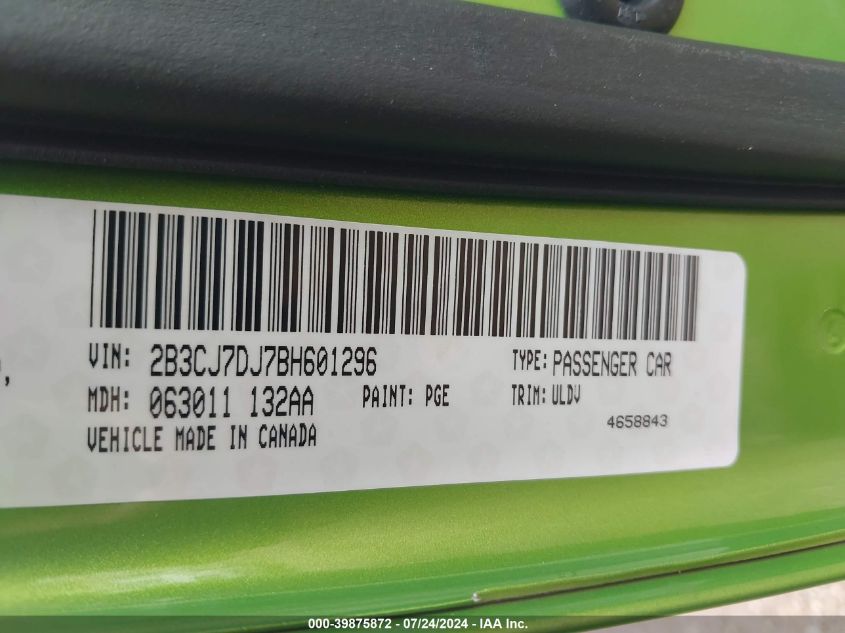 VIN: 2B3CJ7DJ7BH601296 TYPE: PASSENGER CAR
MDH: 063011 132AA PAINT: PGE TRIM: ULDV
4658843
VEHICLE MADE IN CANADA
000-39875872 / 07/24/2024 - IAA Inc.